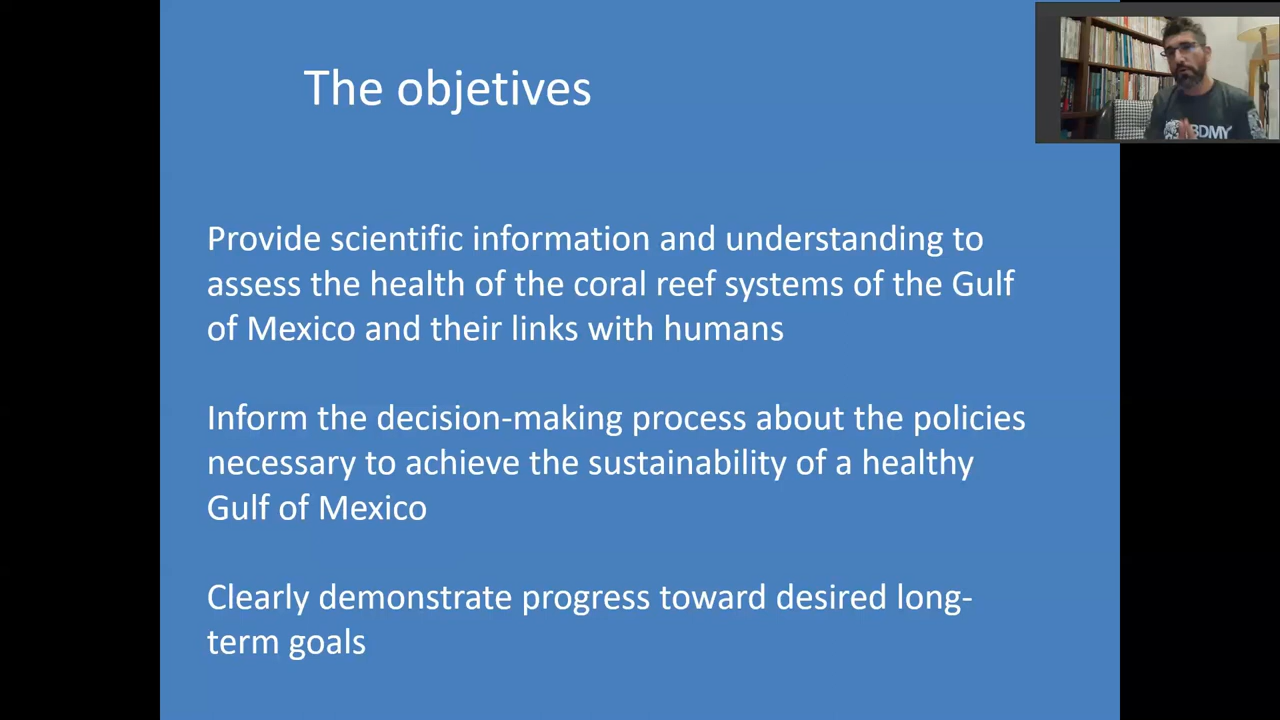 The objetives
Provide scientific information and understanding to
assess the health of the coral reef systems of the Gulf
of Mexico and their links with humans
Inform the decision-making process about the policies
necessary to achieve the sustainability of a healthy
Gulf of Mexico
Clearly demonstrate progress toward desired long-
term goals